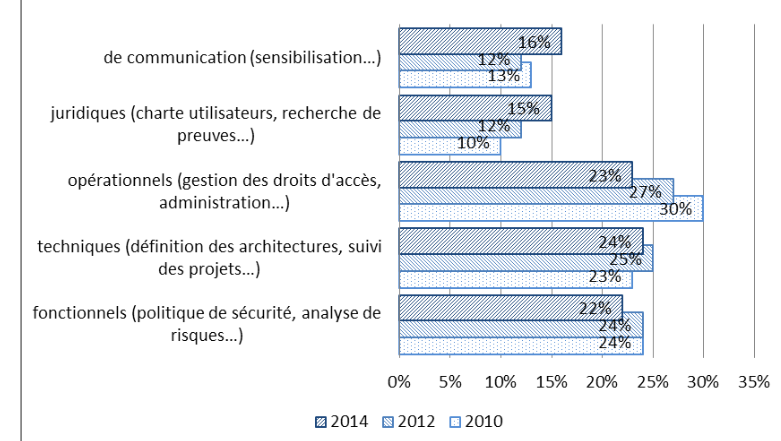 de communication (sensibilisation...)
16%
12%
13%
juridiques (charte utilisateurs, recherche de
preuves...)
15%
12%
10%
opérationnels (gestion des droits d'accès,
administration...)
23%
27%
30%
techniques (définition des architectures, suivi
des projets...)
24%
25%
23%
fonctionnels (politique de sécurité, analyse de
risques...)
22%
24%
24%
0% 5% 10% 15% 20% 25% 30% 35%
2014 2012 2010